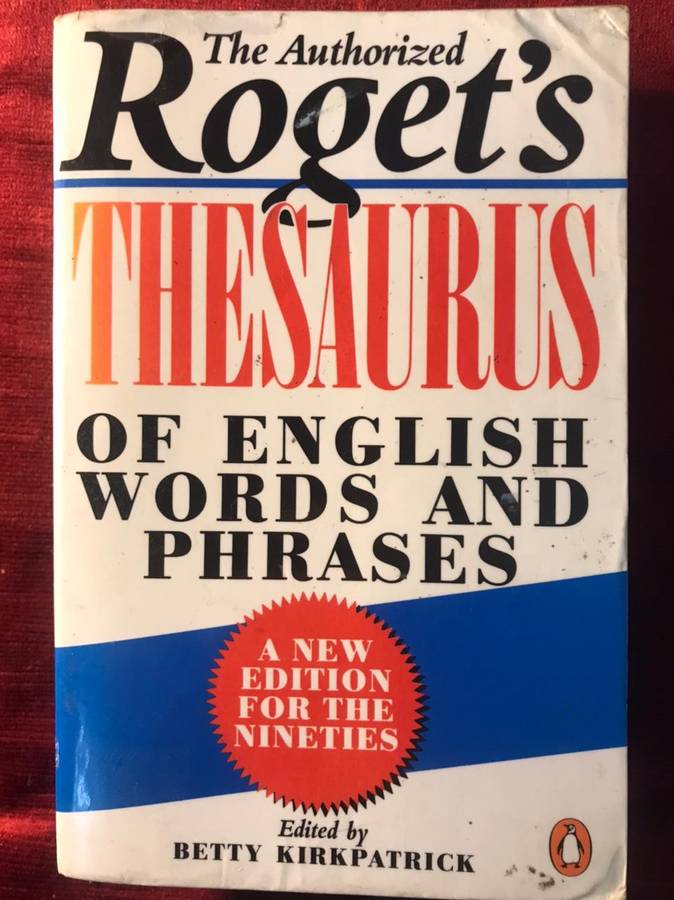 The Authorized
Roget's
THESAURUS
OF ENGLISH
WORDS AND
PHRASES
A NEW
EDITION
FOR THE
NINETIES
Edited by
BETTY KIRKPATRICK